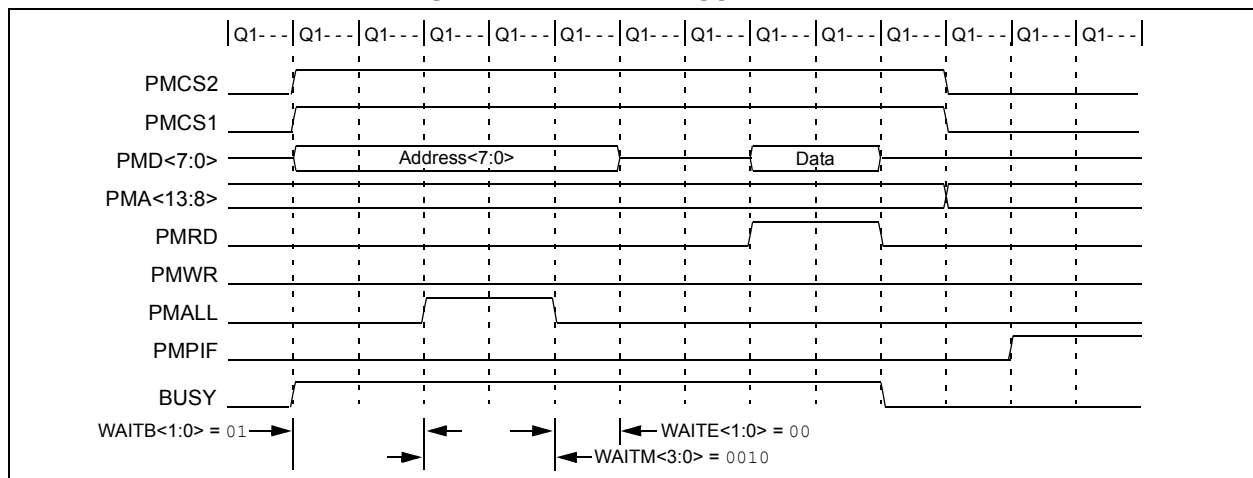 Q1- - - Q1- - - Q1- - - Q1- - - Q1- - - Q1- - - Q1- - - Q1- - - Q1- - - Q1- - - Q1- - - Q1- - - Q1- - - Q1- - -
PMCS2
PMCS1
PMD<7:0> Address<7:0> Data
PMA<13:8>
PMRD
PMWR
PMALL
PMPIF
BUSY
WAITB<1:0> = 01 WAITE<1:0> = 00
WAITM<3:0> = 0010